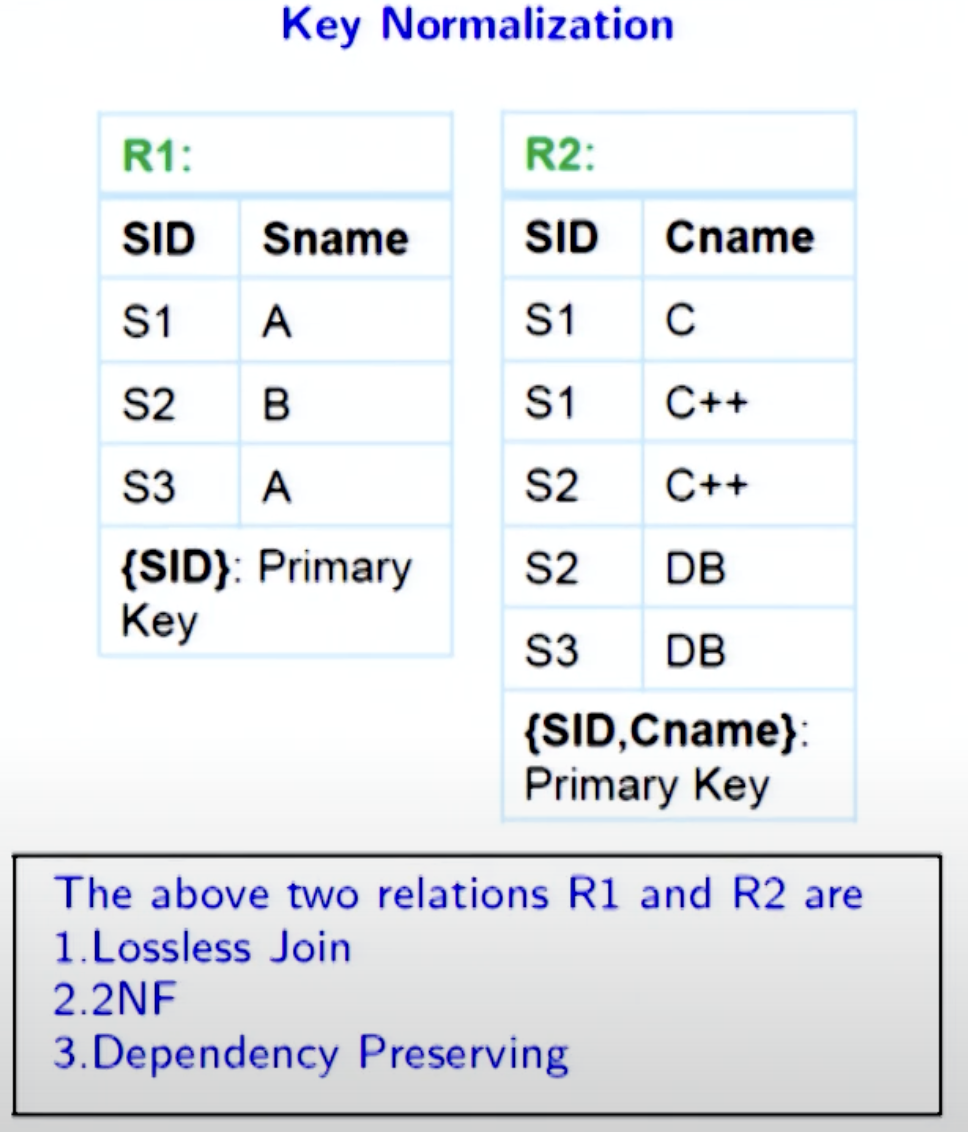 Key Normalization
R1:
SID Sname
S1 A
S2 B
S3 A
{SID}: Primary
Key
R2:
SID Cname
S1 C
S1 C++
S2 C++
S2 DB
S3 DB
{SID,Cname}:
Primary Key
The above two relations R1 and R2 are
1.Lossless Join
2.2NF
3.Dependency Preserving